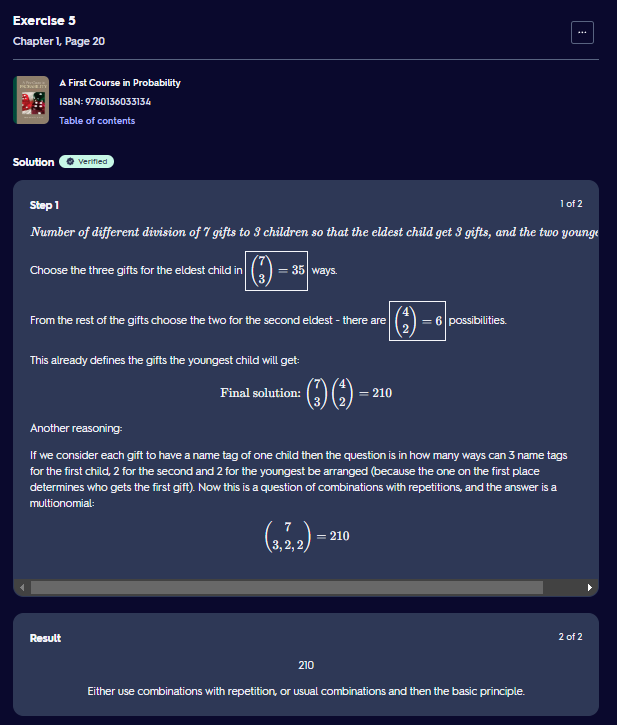 Exercise 5
Chapter 1, Page 20
...
A First Course in Probability
ISBN: 9780136033134
Table of contents
Solution Verified
Step 1 1 of 2
Number of different division of 7 gifts to 3 children so that the eldest child get 3 gifts, and the two young
Choose the three gifts for the eldest child in (7 3) = 35 ways.
From the rest of the gifts choose the two for the second eldest - there are (4 2) = 6 possibilities.
This already defines the gifts the youngest child will get:
Final solution: (7 3)(4 2) = 210
Another reasoning:
If we consider each gift to have a name tag of one child then the question is in how many ways can 3 name tags
for the first child, 2 for the second and 2 for the youngest be arranged (because the one on the first place
determines who gets the first gift). Now this is a question of combinations with repetitions, and the answer is a
multionomial:
(7 3, 2, 2) = 210
Result 2 of 2
210
Either use combinations with repetition, or usual combinations and then the basic principle.